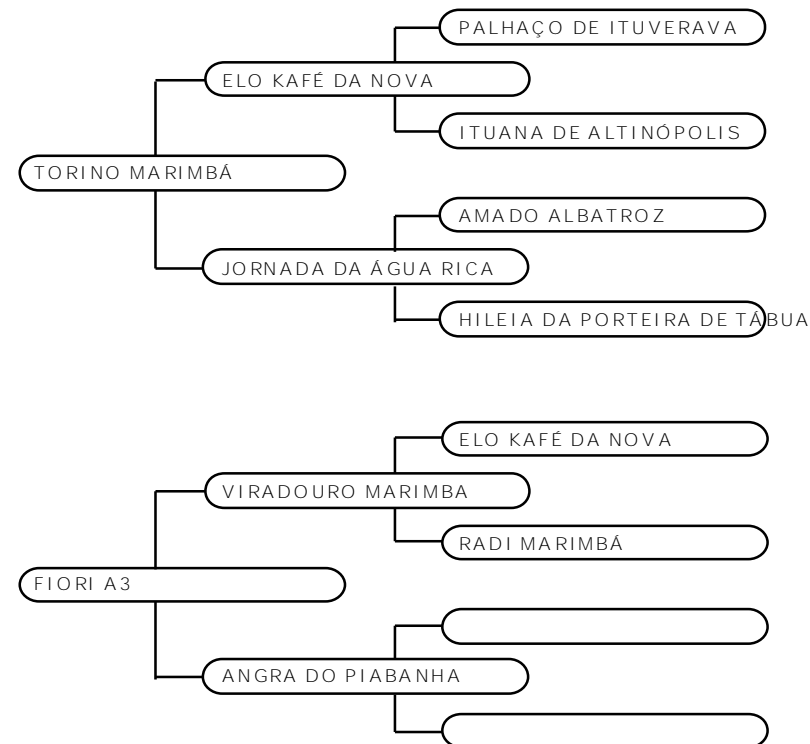 PALHAÇO DE ITUVERAVA
ELO KAFÉ DA NOVA
ITUANA DE ALTINÓPOLIS
TORINO MARIMBÁ
AMADO ALBATROZ
JORNADA DA ÁGUA RICA
HILEIA DA PORTEIRA DE TÁBUA
ELO KAFÉ DA NOVA
VIRADOURO MARIMBA
RADI MARIMBÁ
FIORI A3
ANGRA DO PIABANHA